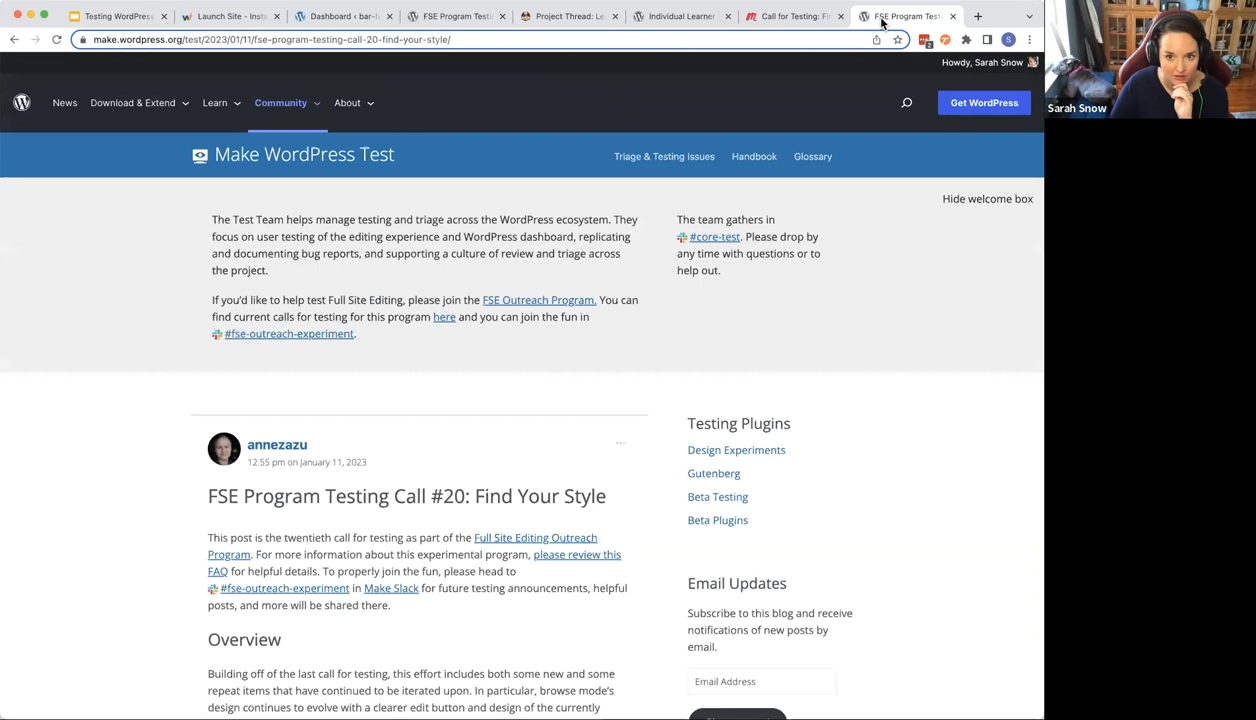 Testing WordPress
Launch Site - Insta
Dashboard ‹ bar-h
FSE Program Testi
Project Thread: Le
Individual Learner
Call for Testing: Fi
FSE Program Testi
make.wordpress.org/test/2023/01/11/fse-program-testing-call-20-find-your-style/
2
S
Howdy, Sarah Snow
News
Download & Extend
Learn
Community
About
Get WordPress
Make WordPress Test
Triage & Testing Issues
Handbook
Glossary
Hide welcome box
The Test Team helps manage testing and triage across the WordPress ecosystem. They
focus on user testing of the editing experience and WordPress dashboard, replicating
and documenting bug reports, and supporting a culture of review and triage across
the project.
If you'd like to help test Full Site Editing, please join the FSE Outreach Program. You can
find current calls for testing for this program here and you can join the fun in
#fse-outreach-experiment.
The team gathers in
#core-test. Please drop by
any time with questions or to
help out.
annezazu
12:55 pm on January 11, 2023
FSE Program Testing Call #20: Find Your Style
This post is the twentieth call for testing as part of the Full Site Editing Outreach
Program. For more information about this experimental program, please review this
FAQ for helpful details. To properly join the fun, please head to
#fse-outreach-experiment in Make Slack for future testing announcements, helpful
posts, and more will be shared there.
Overview
Building off of the last call for testing, this effort includes both some new and some
repeat items that have continued to be iterated upon. In particular, browse mode's
design continues to evolve with a clearer edit button and design of the currently
Testing Plugins
Design Experiments
Gutenberg
Beta Testing
Beta Plugins
Email Updates
Subscribe to this blog and receive
notifications of new posts by
email.
Email Address
Sarah Snow